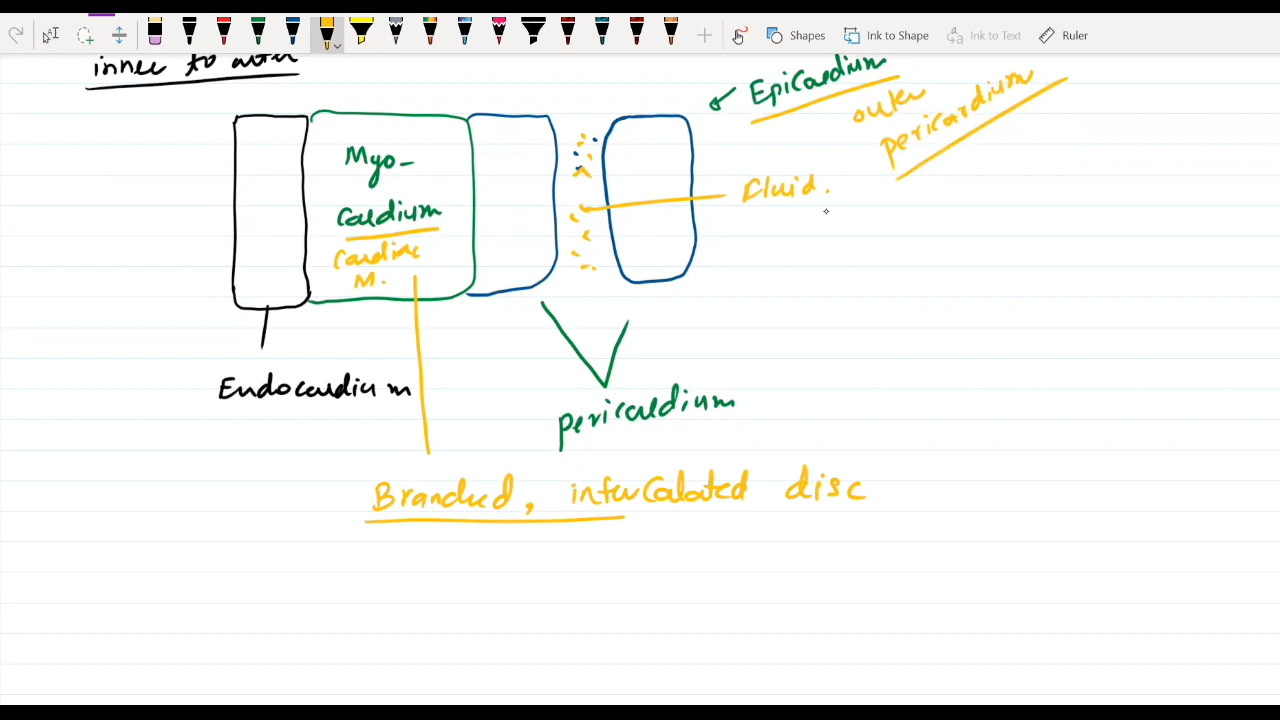 Shapes
Ink to Shape
Ink to Text
Ruler
inner to outer
Epicardium
outer
pericardium
Myo-
cardium
Cardiac
M.
Fluid.
Endocardium
pericardium
Branched, intercalated disc